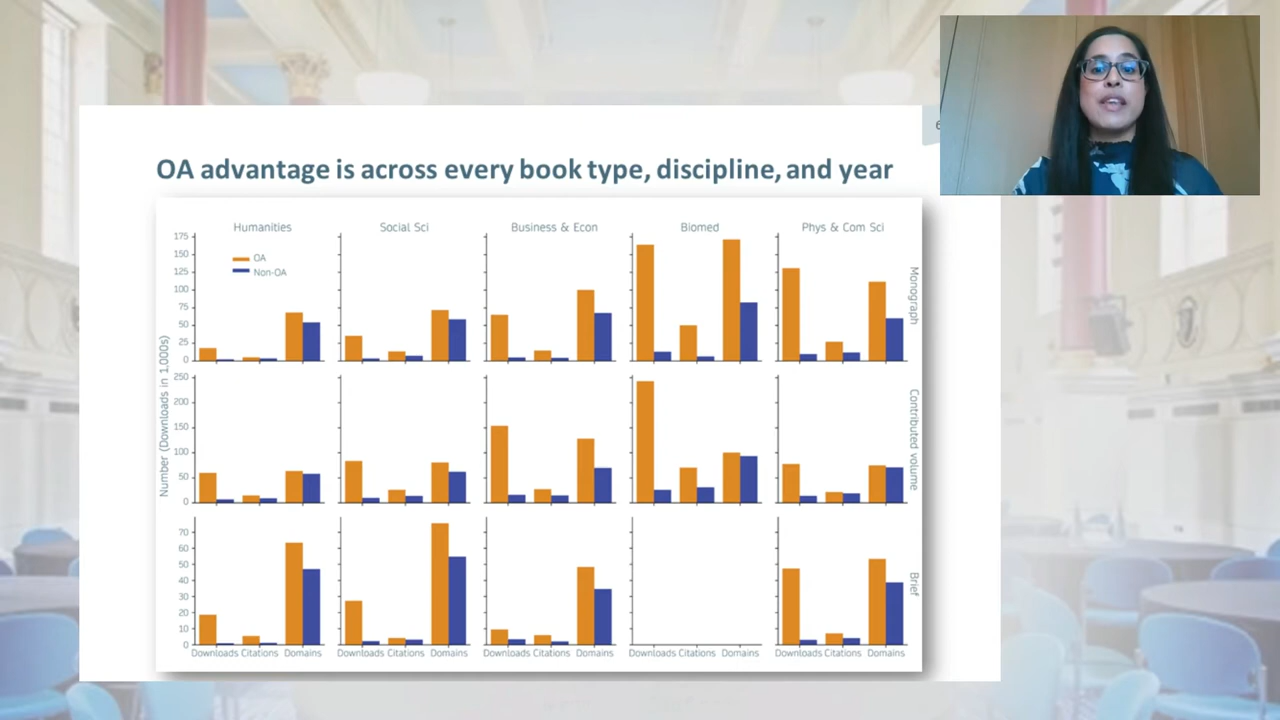 OA advantage is across every book type, discipline, and year
6
Humanities Social Sci Business & Econ Biomed Phys & Com Sci
OA
Non-OA
Number (Downloads in 1,000s)
175
150
125
100
75
50
25
0
Monograph
250
200
150
100
50
0
Contributed volume
70
60
50
40
30
20
10
0
Brief
Downloads Citations Domains Downloads Citations Domains Downloads Citations Domains Downloads Citations Domains Downloads Citations Domains